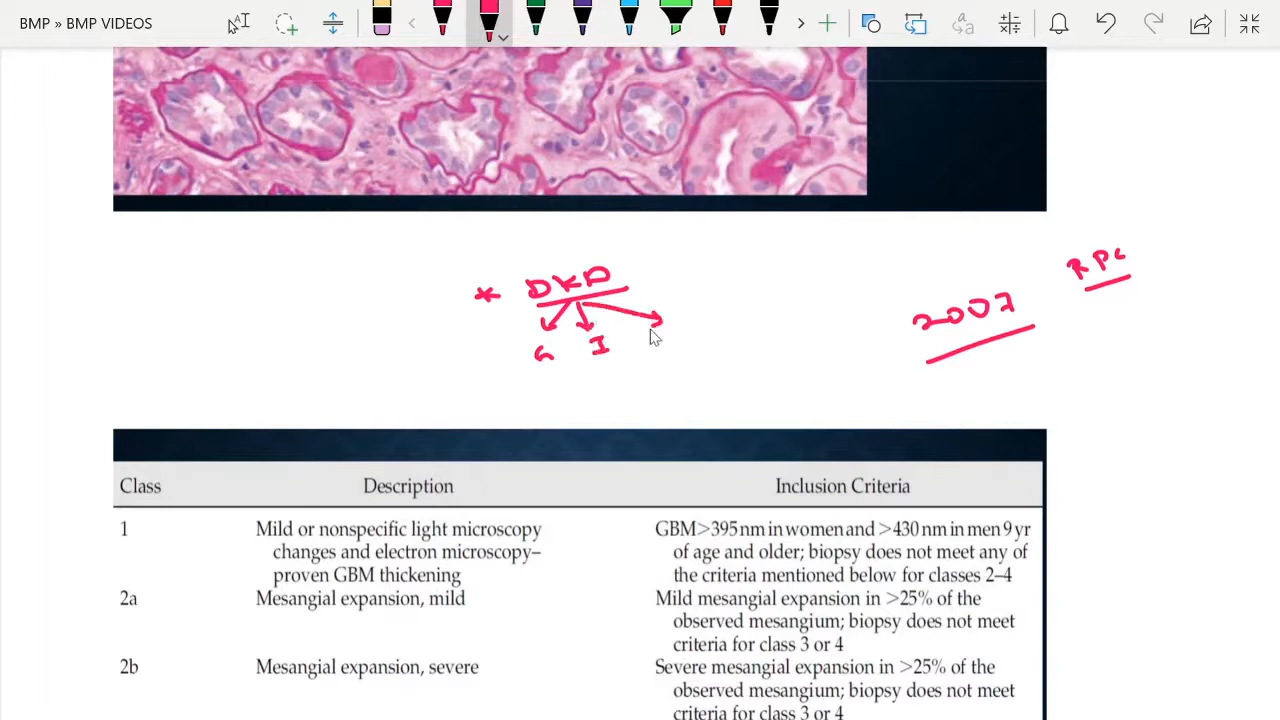 BMP » BMP VIDEOS
RPC
* DKD
2007
G I
Class Description Inclusion Criteria
1 Mild or nonspecific light microscopy GBM>395 nm in women and >430 nm in men 9 yr
changes and electron microscopy– of age and older; biopsy does not meet any of
proven GBM thickening the criteria mentioned below for classes 2–4
2a Mesangial expansion, mild Mild mesangial expansion in >25% of the
observed mesangium; biopsy does not meet
criteria for class 3 or 4
2b Mesangial expansion, severe Severe mesangial expansion in >25% of the
observed mesangium; biopsy does not meet
criteria for class 3 or 4